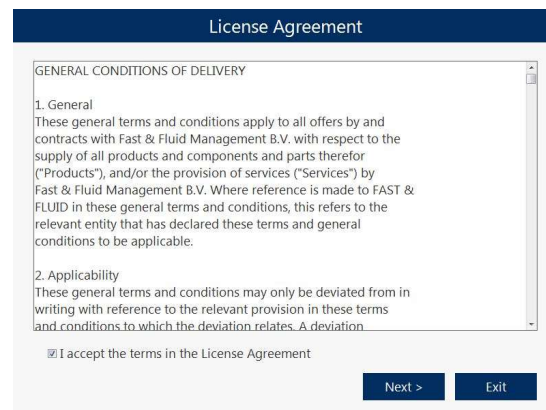 License Agreement
GENERAL CONDITIONS OF DELIVERY
1. General
These general terms and conditions apply to all offers by and
contracts with Fast & Fluid Management B.V. with respect to the
supply of all products and components and parts therefor
("Products"), and/or the provision of services ("Services") by
Fast & Fluid Management B.V. Where reference is made to FAST &
FLUID in these general terms and conditions, this refers to the
relevant entity that has declared these terms and general
conditions to be applicable.
2. Applicability
These general terms and conditions may only be deviated from in
writing with reference to the relevant provision in these terms
and conditions to which the deviation relates. A deviation
I accept the terms in the License Agreement
Next >
Exit